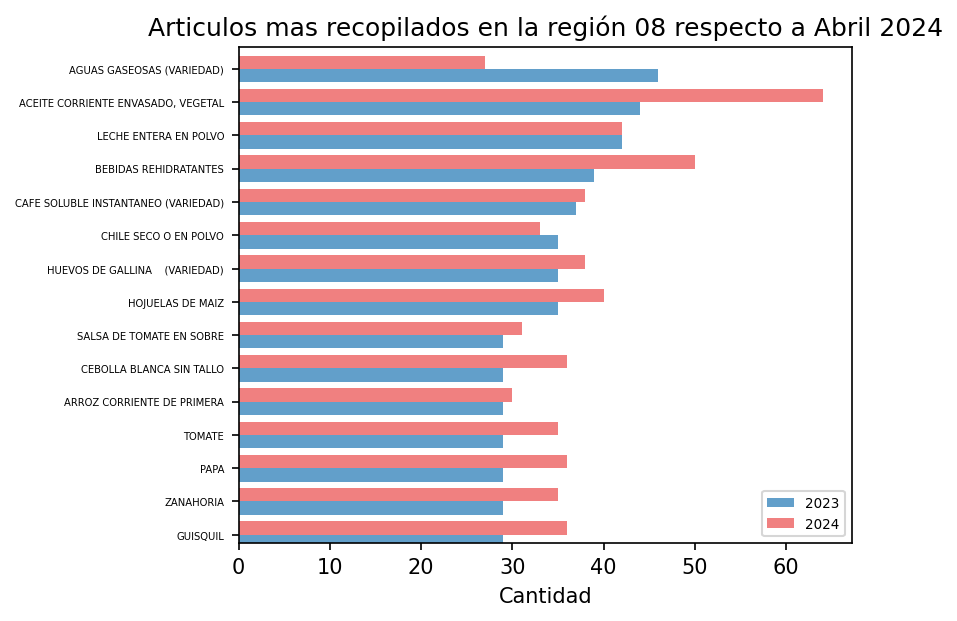 Articulos mas recopilados en la región 08 respecto a Abril 2024
AGUAS GASEOSAS (VARIEDAD)
ACEITE CORRIENTE ENVASADO, VEGETAL
LECHE ENTERA EN POLVO
BEBIDAS REHIDRATANTES
CAFE SOLUBLE INSTANTANEO (VARIEDAD)
CHILE SECO O EN POLVO
HUEVOS DE GALLINA    (VARIEDAD)
HOJUELAS DE MAIZ
SALSA DE TOMATE EN SOBRE
CEBOLLA BLANCA SIN TALLO
ARROZ CORRIENTE DE PRIMERA
TOMATE
PAPA
ZANAHORIA
GUISQUIL
2023
2024
0 10 20 30 40 50 60
Cantidad